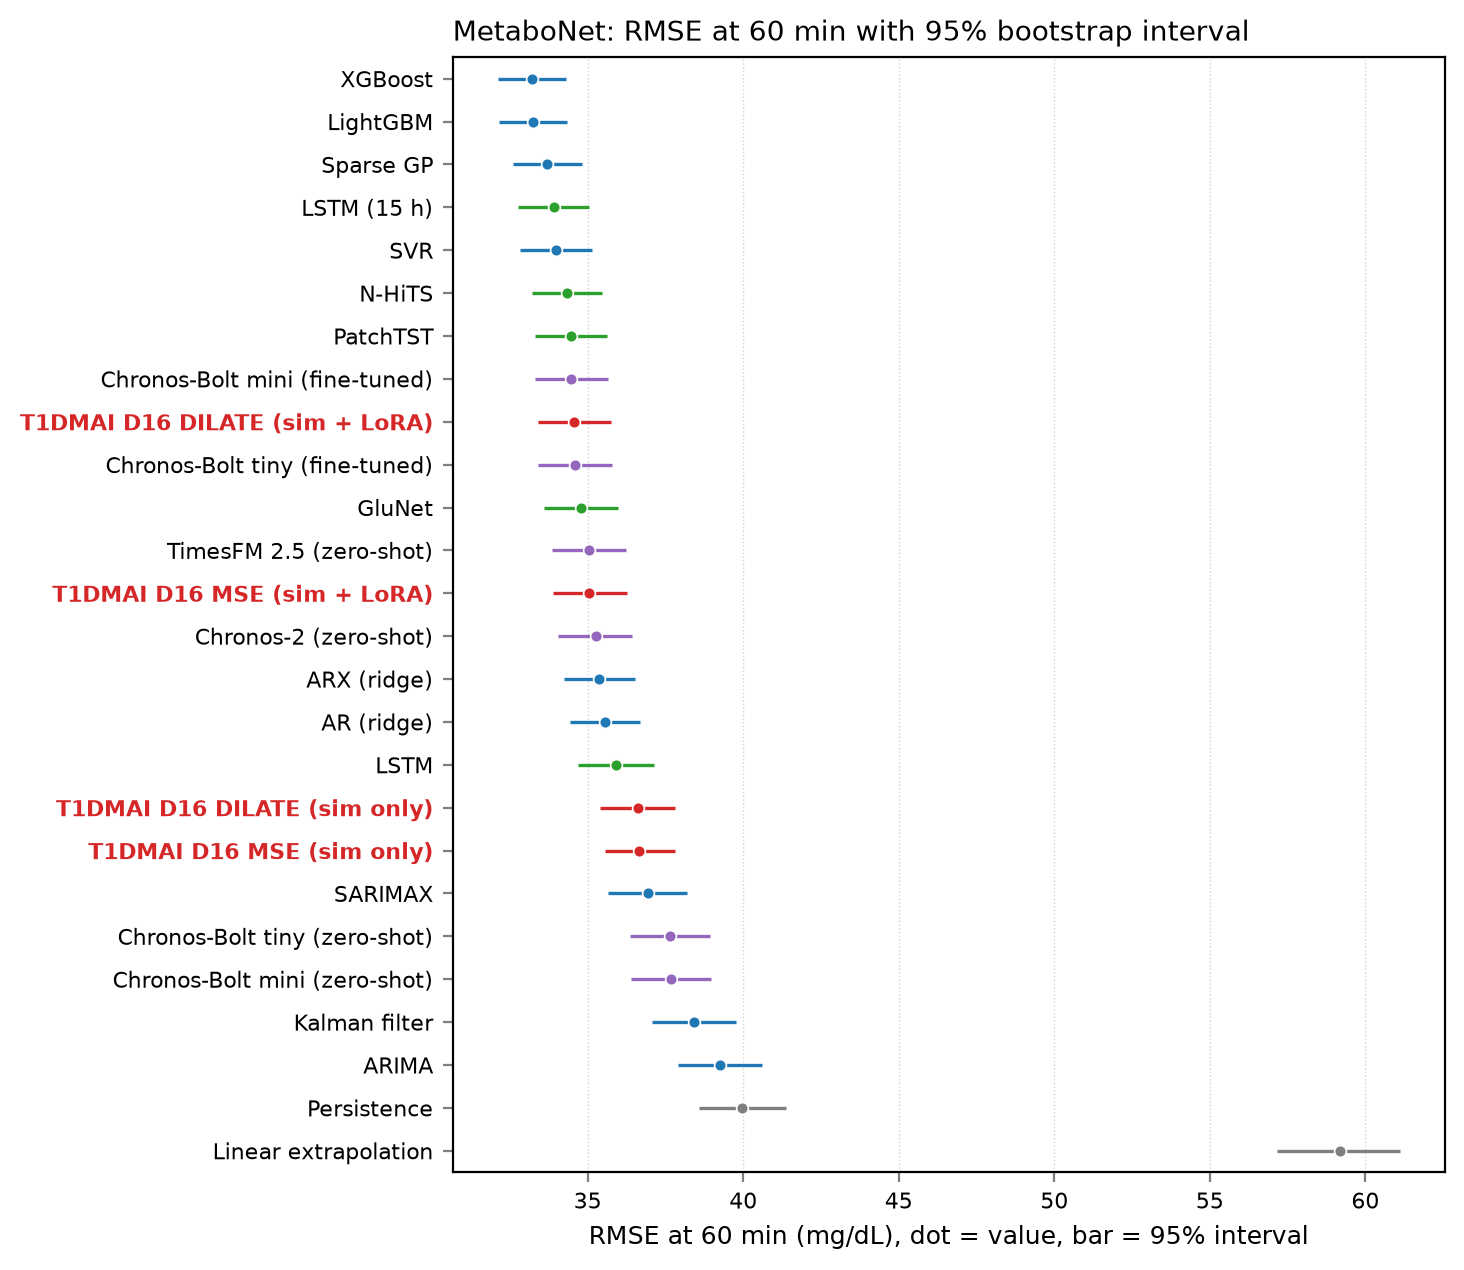 MetaboNet: RMSE at 60 min with 95% bootstrap interval
XGBoost
LightGBM
Sparse GP
LSTM (15 h)
SVR
N-HiTS
PatchTST
Chronos-Bolt mini (fine-tuned)
T1DMAI D16 DILATE (sim + LoRA)
Chronos-Bolt tiny (fine-tuned)
GluNet
TimesFM 2.5 (zero-shot)
T1DMAI D16 MSE (sim + LoRA)
Chronos-2 (zero-shot)
ARX (ridge)
AR (ridge)
LSTM
T1DMAI D16 DILATE (sim only)
T1DMAI D16 MSE (sim only)
SARIMAX
Chronos-Bolt tiny (zero-shot)
Chronos-Bolt mini (zero-shot)
Kalman filter
ARIMA
Persistence
Linear extrapolation
35 40 45 50 55 60
RMSE at 60 min (mg/dL), dot = value, bar = 95% interval